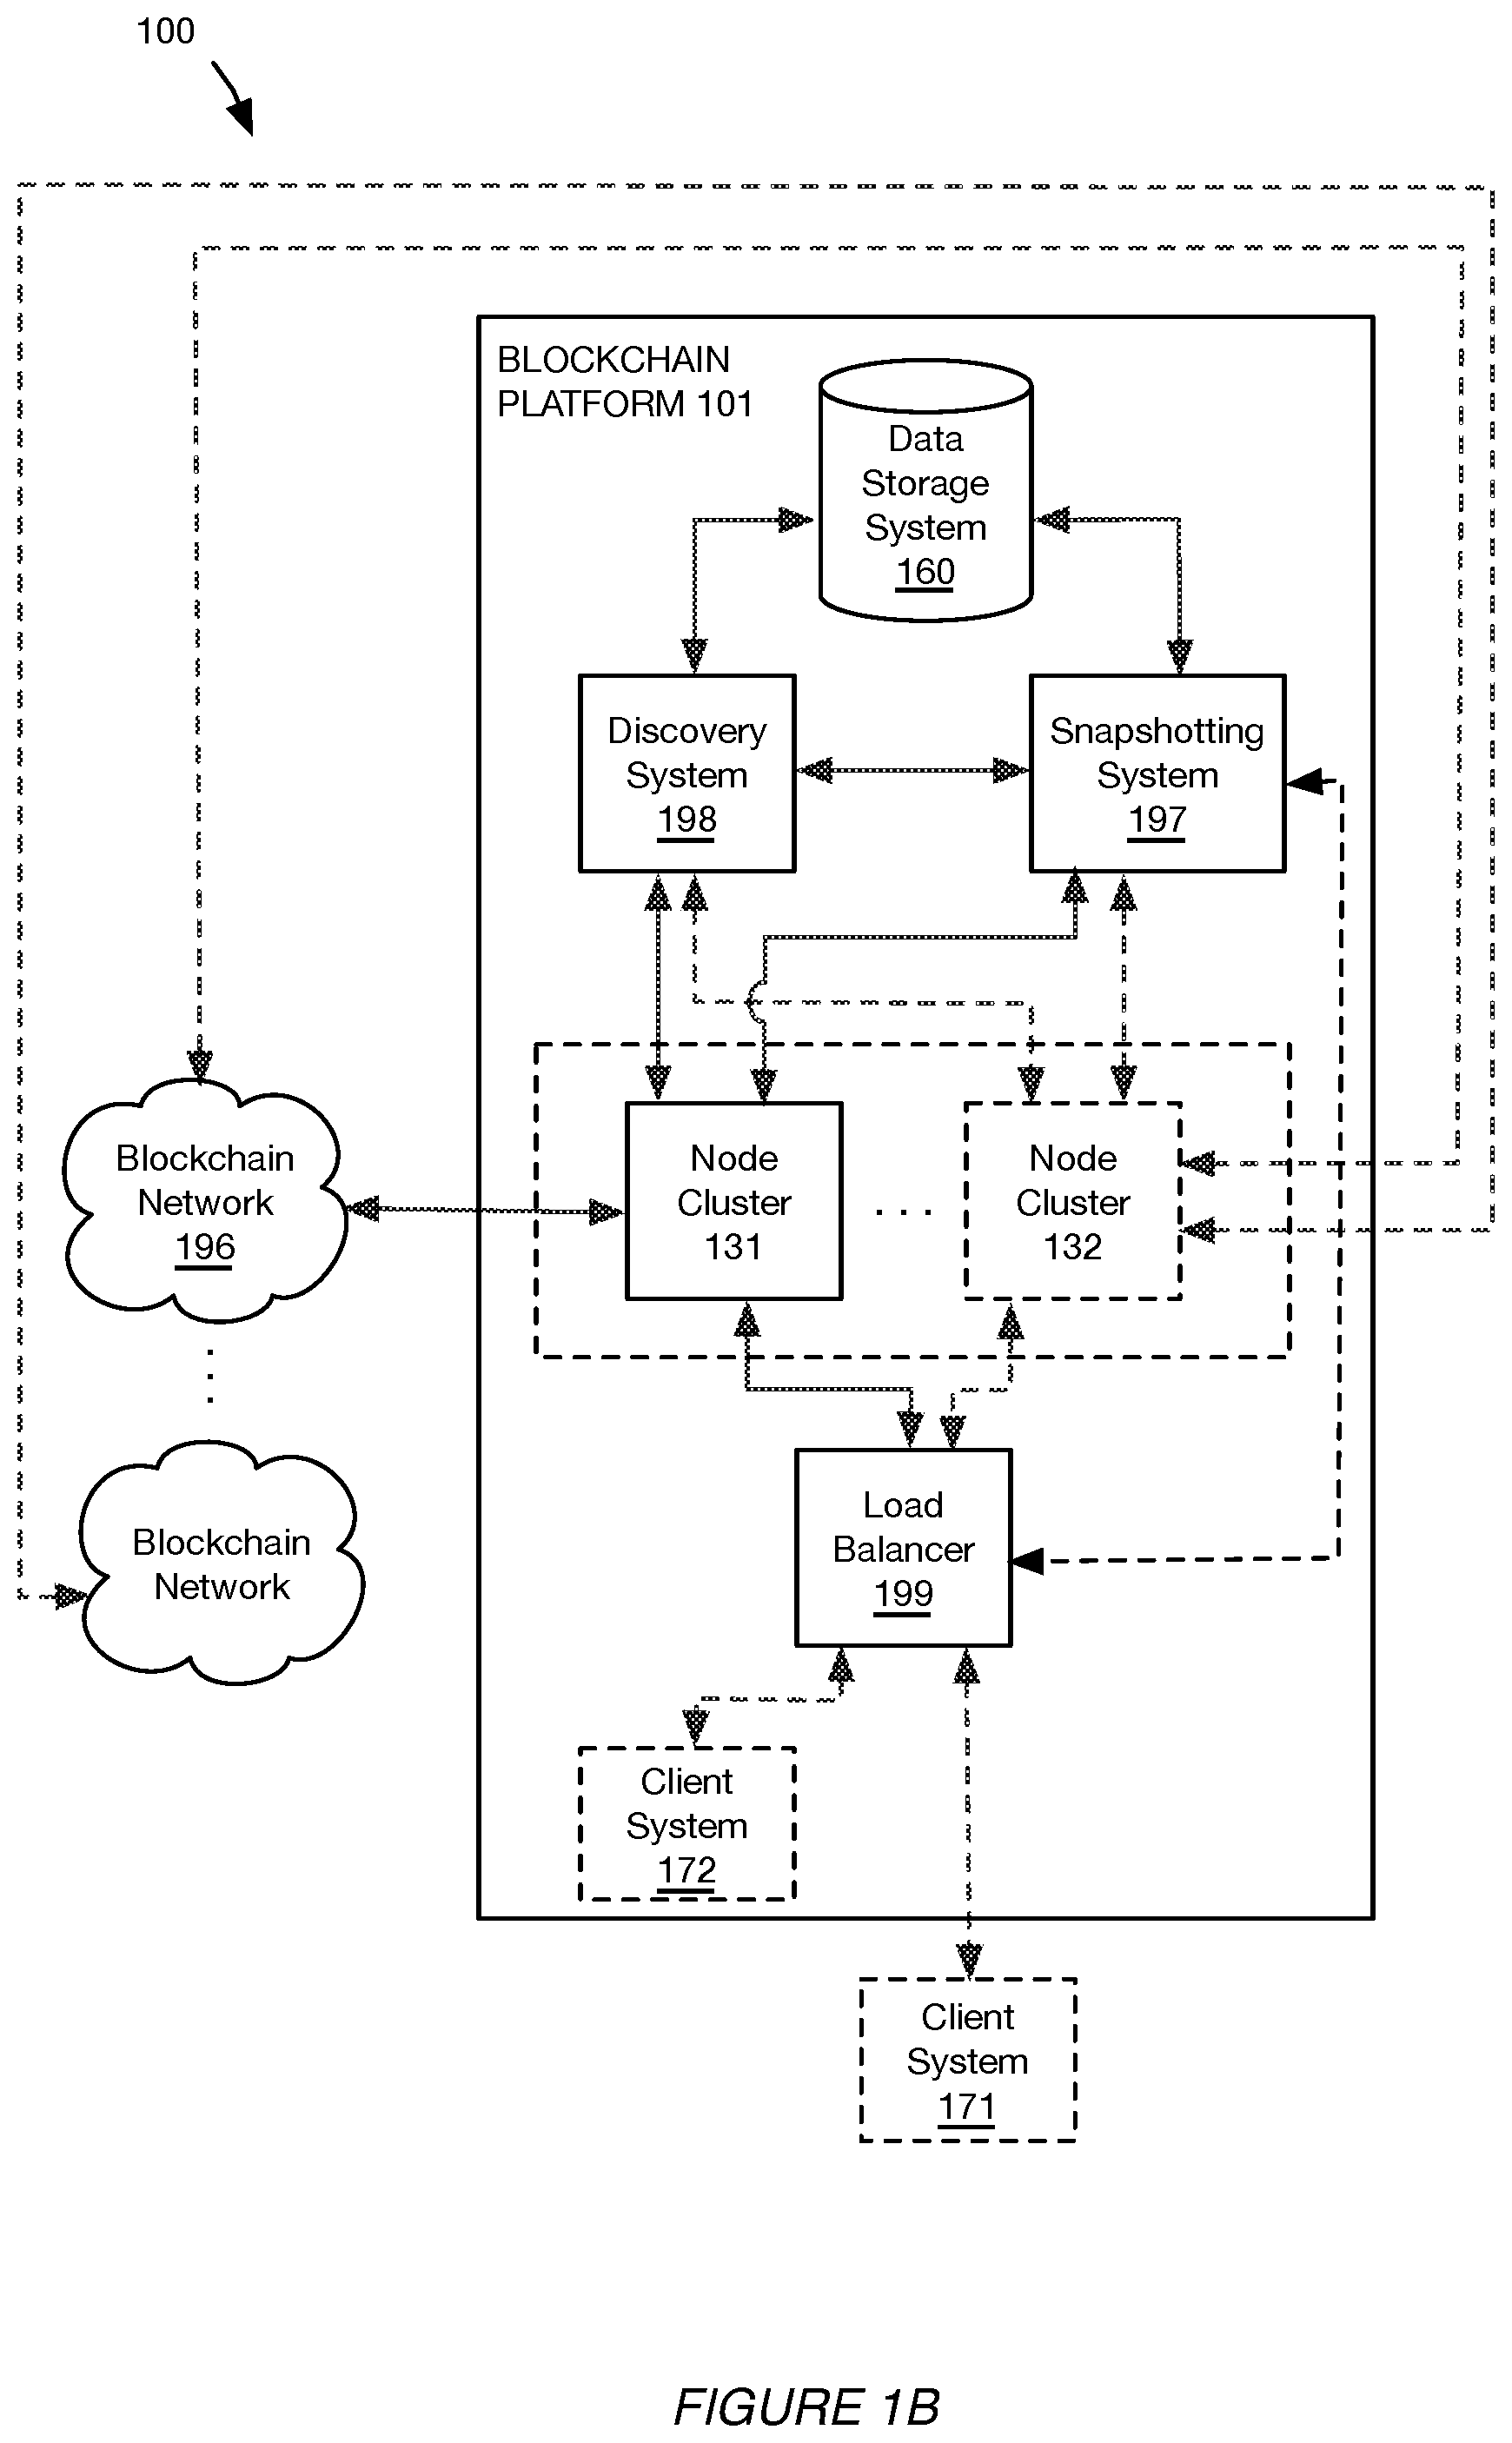 100
BLOCKCHAIN
PLATFORM 101
Data
Storage
System
160
Discovery
System
198
Snapshotting
System
197
Blockchain
Network
196
Node
Cluster
131
. . .
Node
Cluster
132
Blockchain
Network
Load
Balancer
199
Client
System
172
Client
System
171
FIGURE 1B